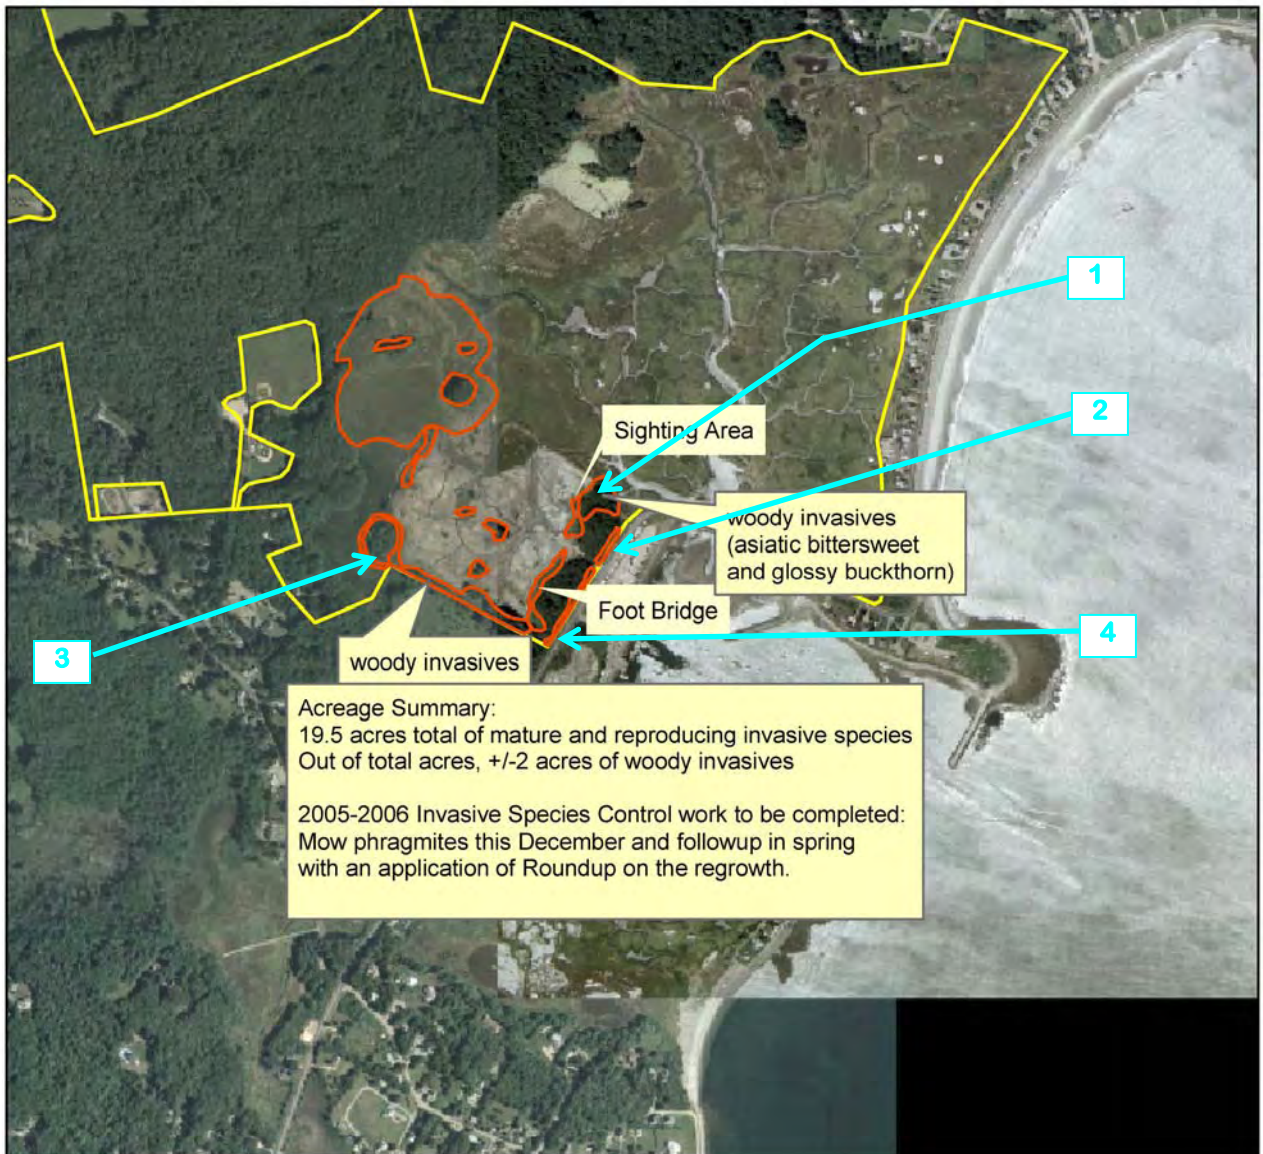 1
2
Sighting Area
woody invasives
(asiatic bittersweet
and glossy buckthorn)
Foot Bridge
3
4
woody invasives
Acreage Summary:
19.5 acres total of mature and reproducing invasive species
Out of total acres, +/-2 acres of woody invasives
2005-2006 Invasive Species Control work to be completed:
Mow phragmites this December and followup in spring
with an application of Roundup on the regrowth.